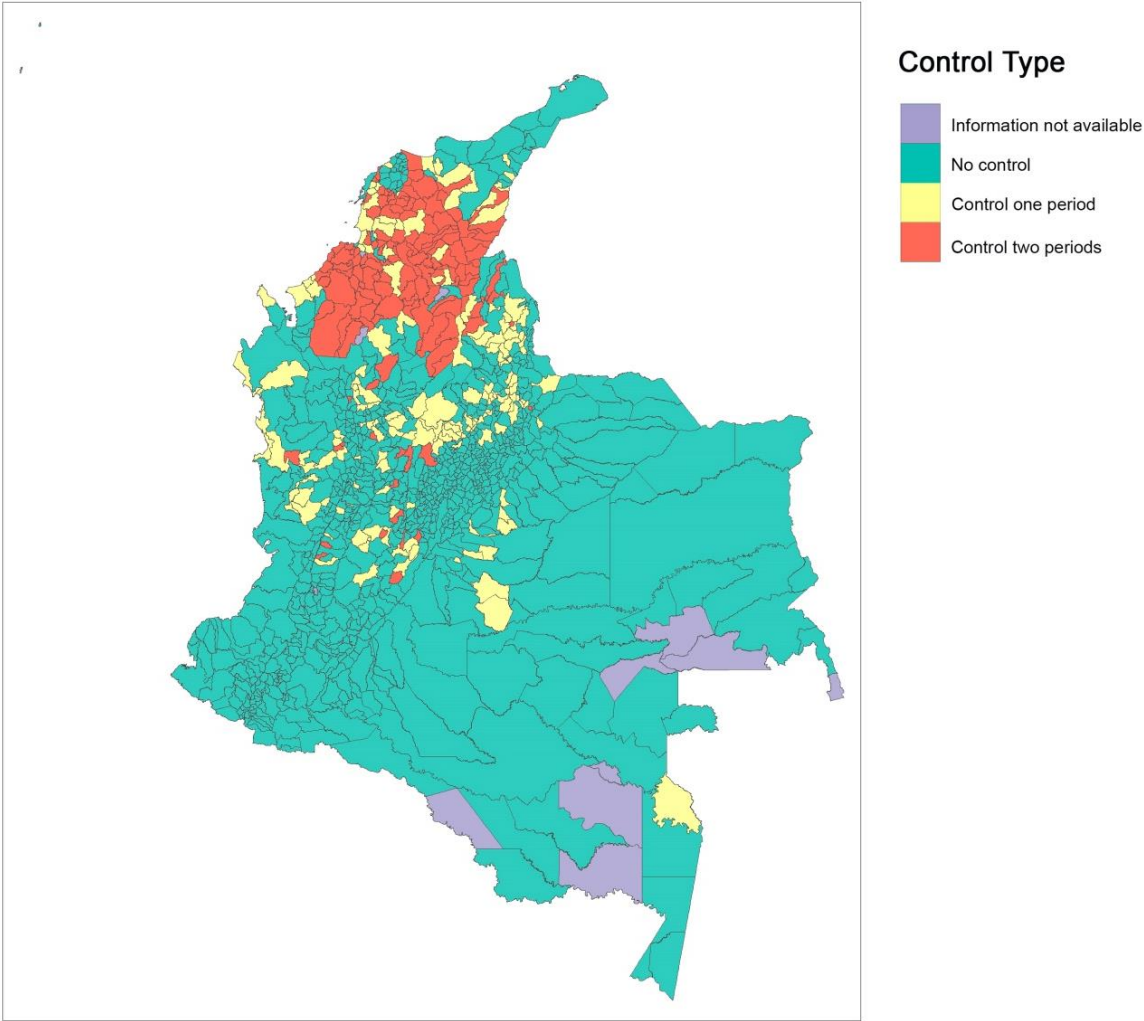 Control Type
Information not available
No control
Control one period
Control two periods